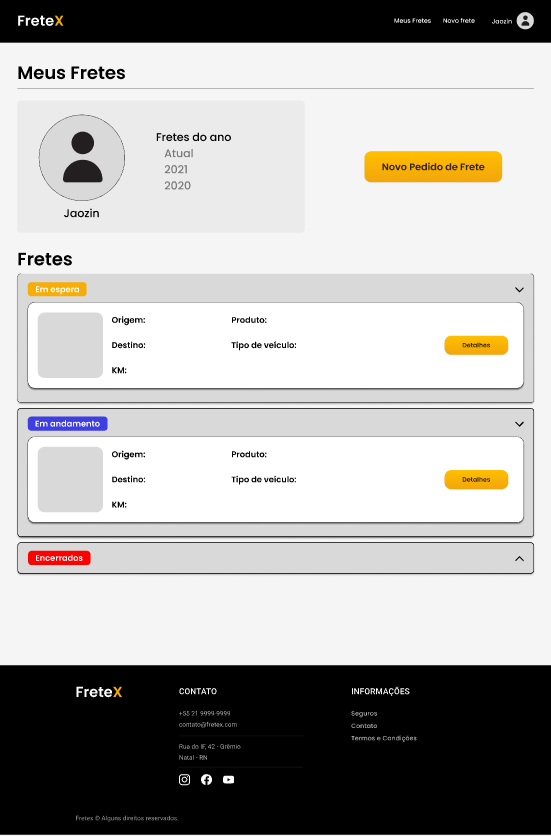 FreteX
Meus Fretes
Novo frete
Jaozin
Meus Fretes
Fretes do ano
Atual
2021
2020
Jaozin
Novo Pedido de Frete
Fretes
Em espera
Origem:
Produto:
Destino:
Tipo de veículo:
Detalhes
KM:
Em andamento
Origem:
Produto:
Destino:
Tipo de veículo:
Detalhes
KM:
Encerrados
FreteX
CONTATO
+55 21 9999-9999
contato@fretex.com
Rua do IF, 42 - Grêmio
Natal - RN
INFORMAÇÕES
Seguros
Contato
Termos e Condições
Fretex © Alguns direitos reservados.